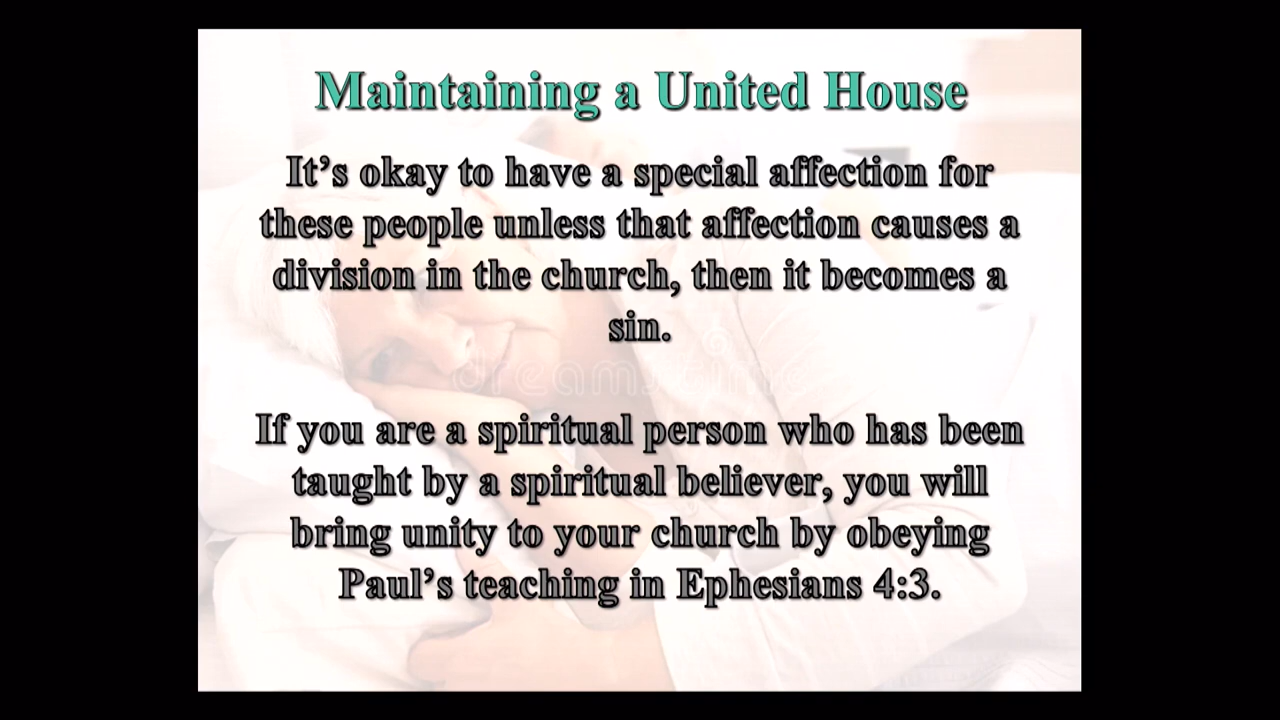 Maintaining a United House
It’s okay to have a special affection for
these people unless that affection causes a
division in the church, then it becomes a
sin.
dreamstime
If you are a spiritual person who has been
taught by a spiritual believer, you will
bring unity to your church by obeying
Paul’s teaching in Ephesians 4:3.